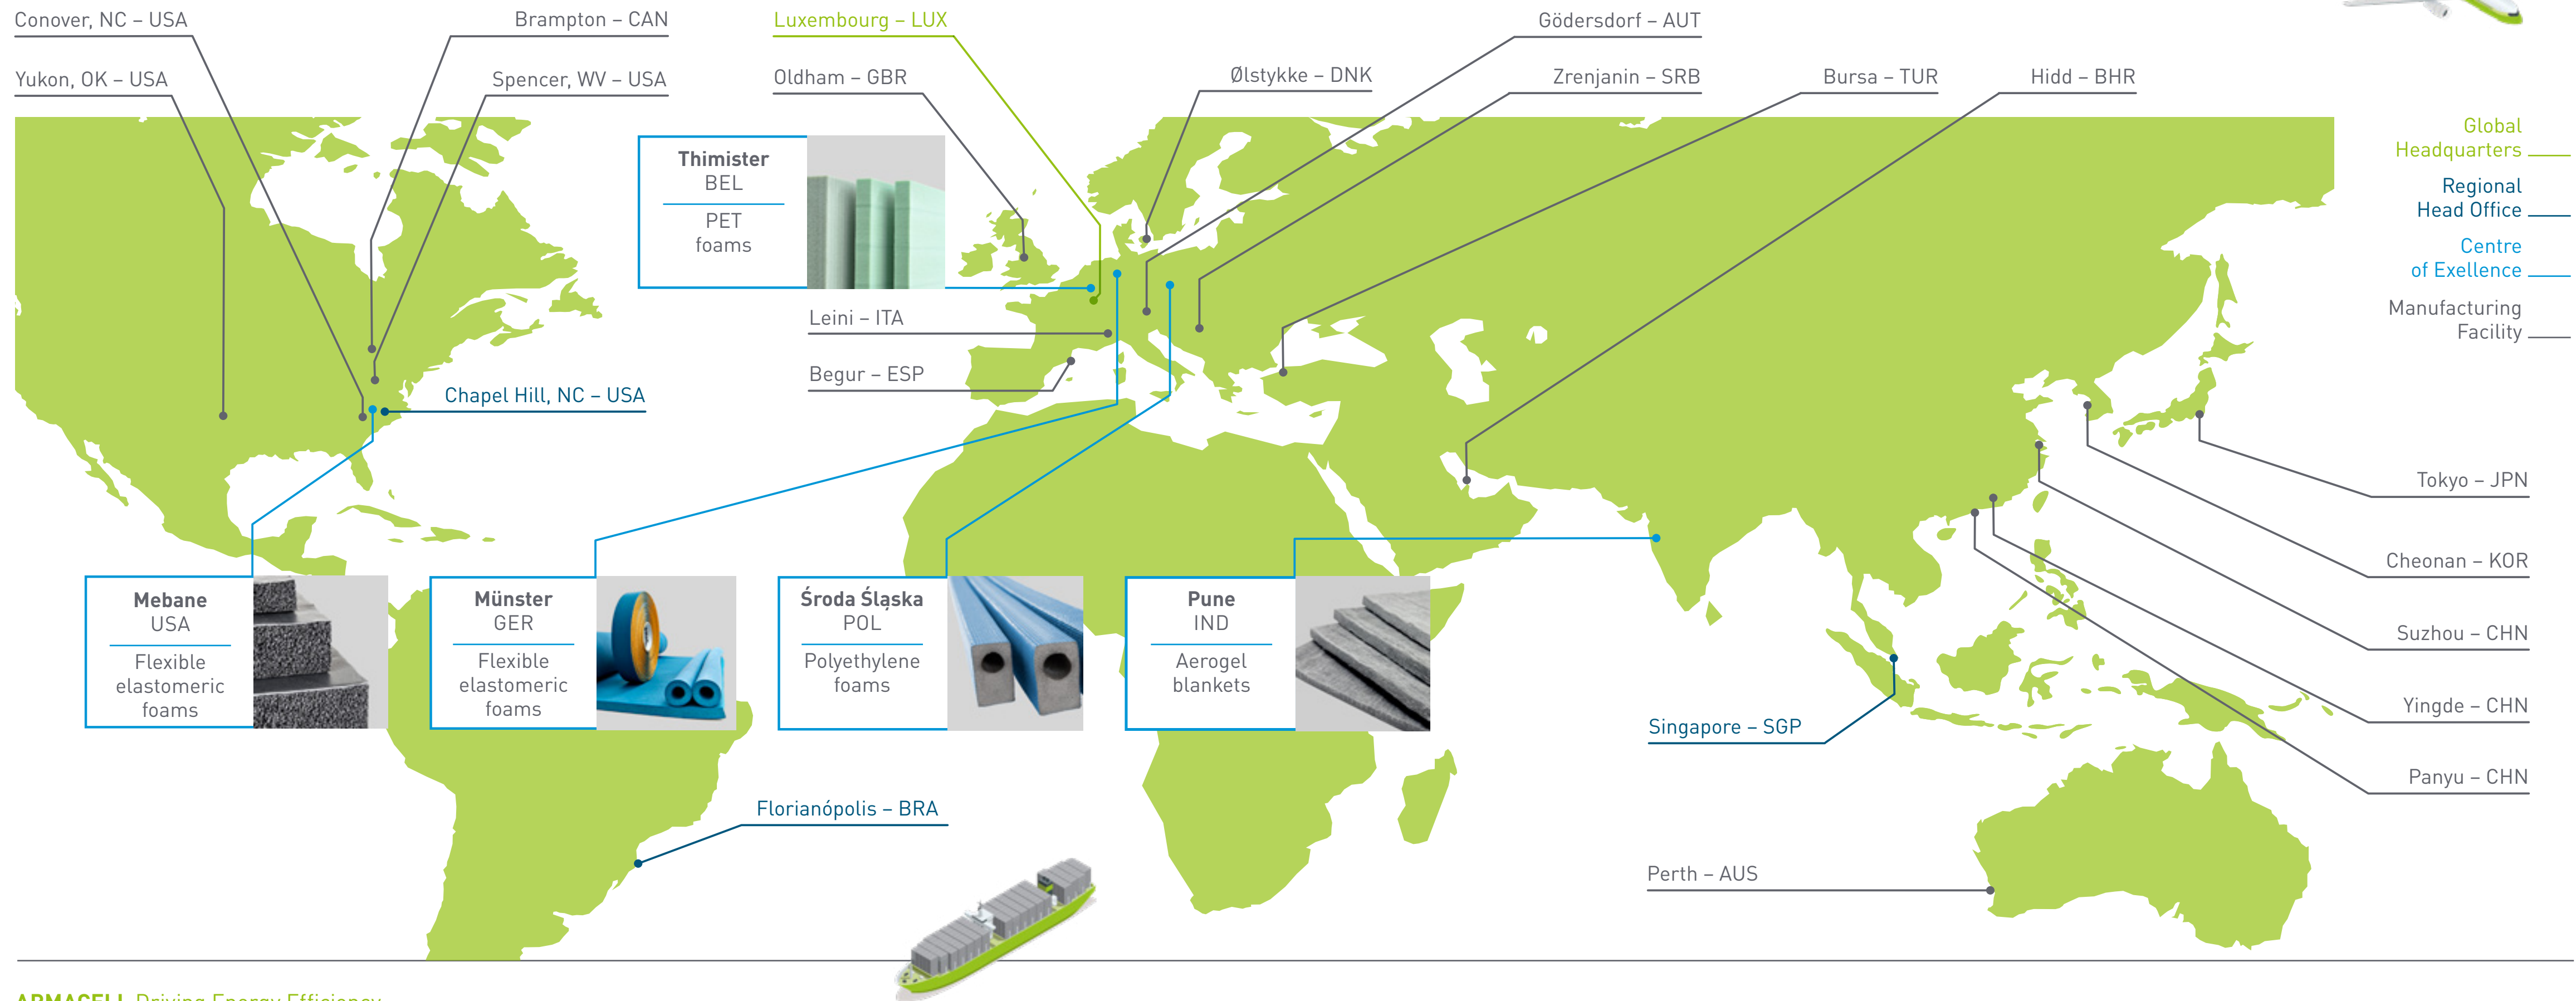 Conover, NC – USA
Brampton – CAN
Luxembourg – LUX
Gödersdorf – AUT
Yukon, OK – USA
Spencer, WV – USA
Oldham – GBR
Ølstykke – DNK
Zrenjanin – SRB
Bursa – TUR
Hidd – BHR
Global
Headquarters
Regional
Head Office
Centre
of Exellence
Manufacturing
Facility
Thimister
BEL
PET
foams
Leini – ITA
Begur – ESP
Chapel Hill, NC – USA
Tokyo – JPN
Cheonan – KOR
Suzhou – CHN
Yingde – CHN
Panyu – CHN
Mebane
USA
Flexible
elastomeric
foams
Münster
GER
Flexible
elastomeric
foams
Środa Śląska
POL
Polyethylene
foams
Pune
IND
Aerogel
blankets
Singapore – SGP
Florianópolis – BRA
Perth – AUS
ARMACELL Driving Energy Efficiency